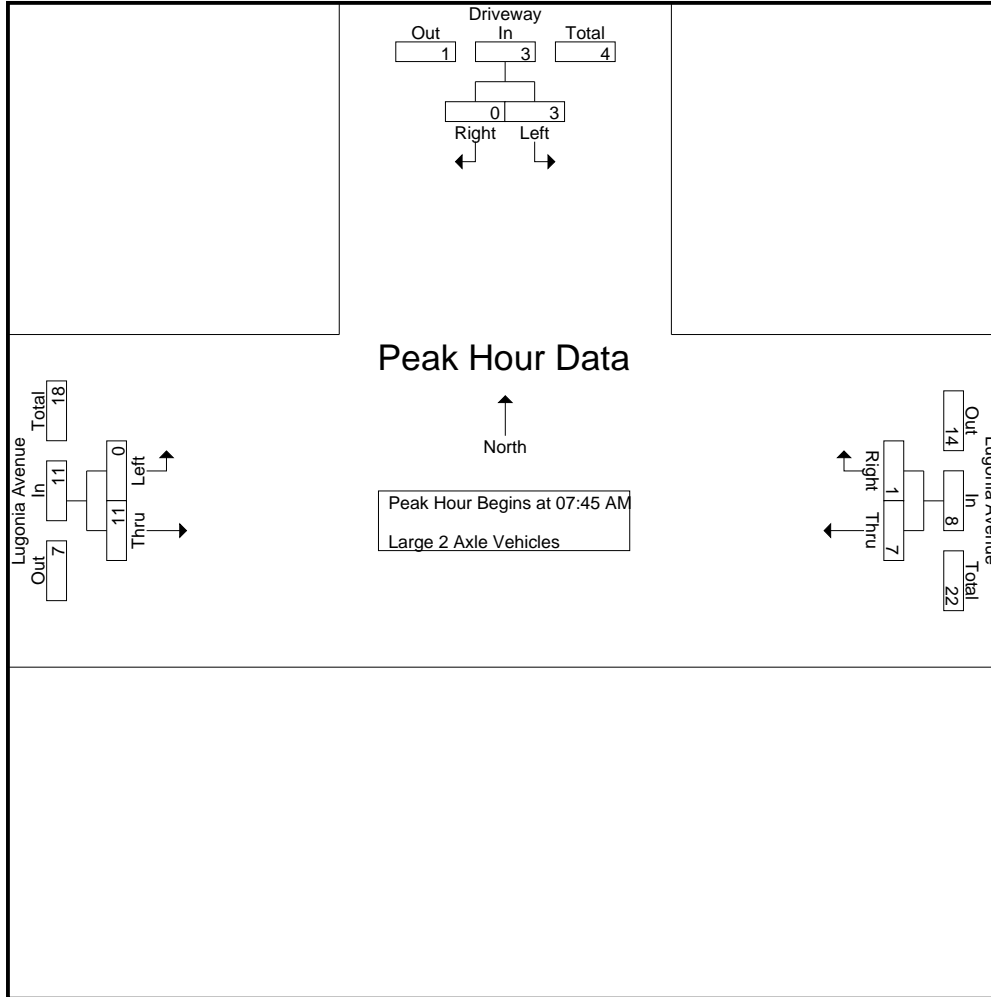 Driveway
Out In Total
1 3 4
0 3
Right Left
Peak Hour Data
North
Peak Hour Begins at 07:45 AM
Large 2 Axle Vehicles
Lugonia Avenue
Out In Total
7 11 18
Left Thru
0 11
Lugonia Avenue
Out In Total
14 8 22
Right Thru
1 7